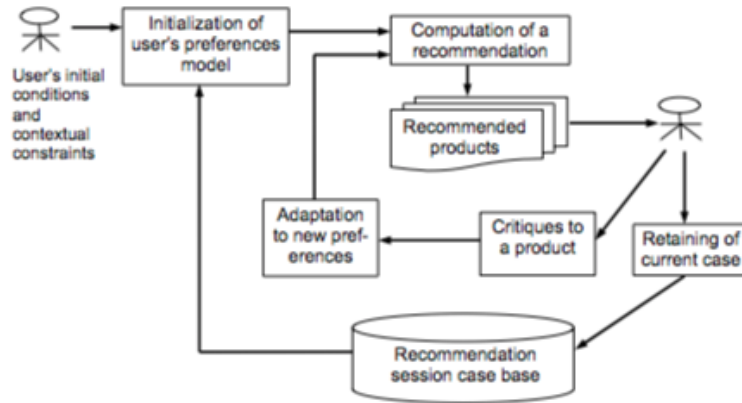 Initialization of
user's preferences
model
Computation of a
recommendation
User's initial
conditions
and
contextual
constraints
Recommended
products
Adaptation
to new pref-
erences
Critiques to
a product
Retaining of
current case
Recommendation
session case base